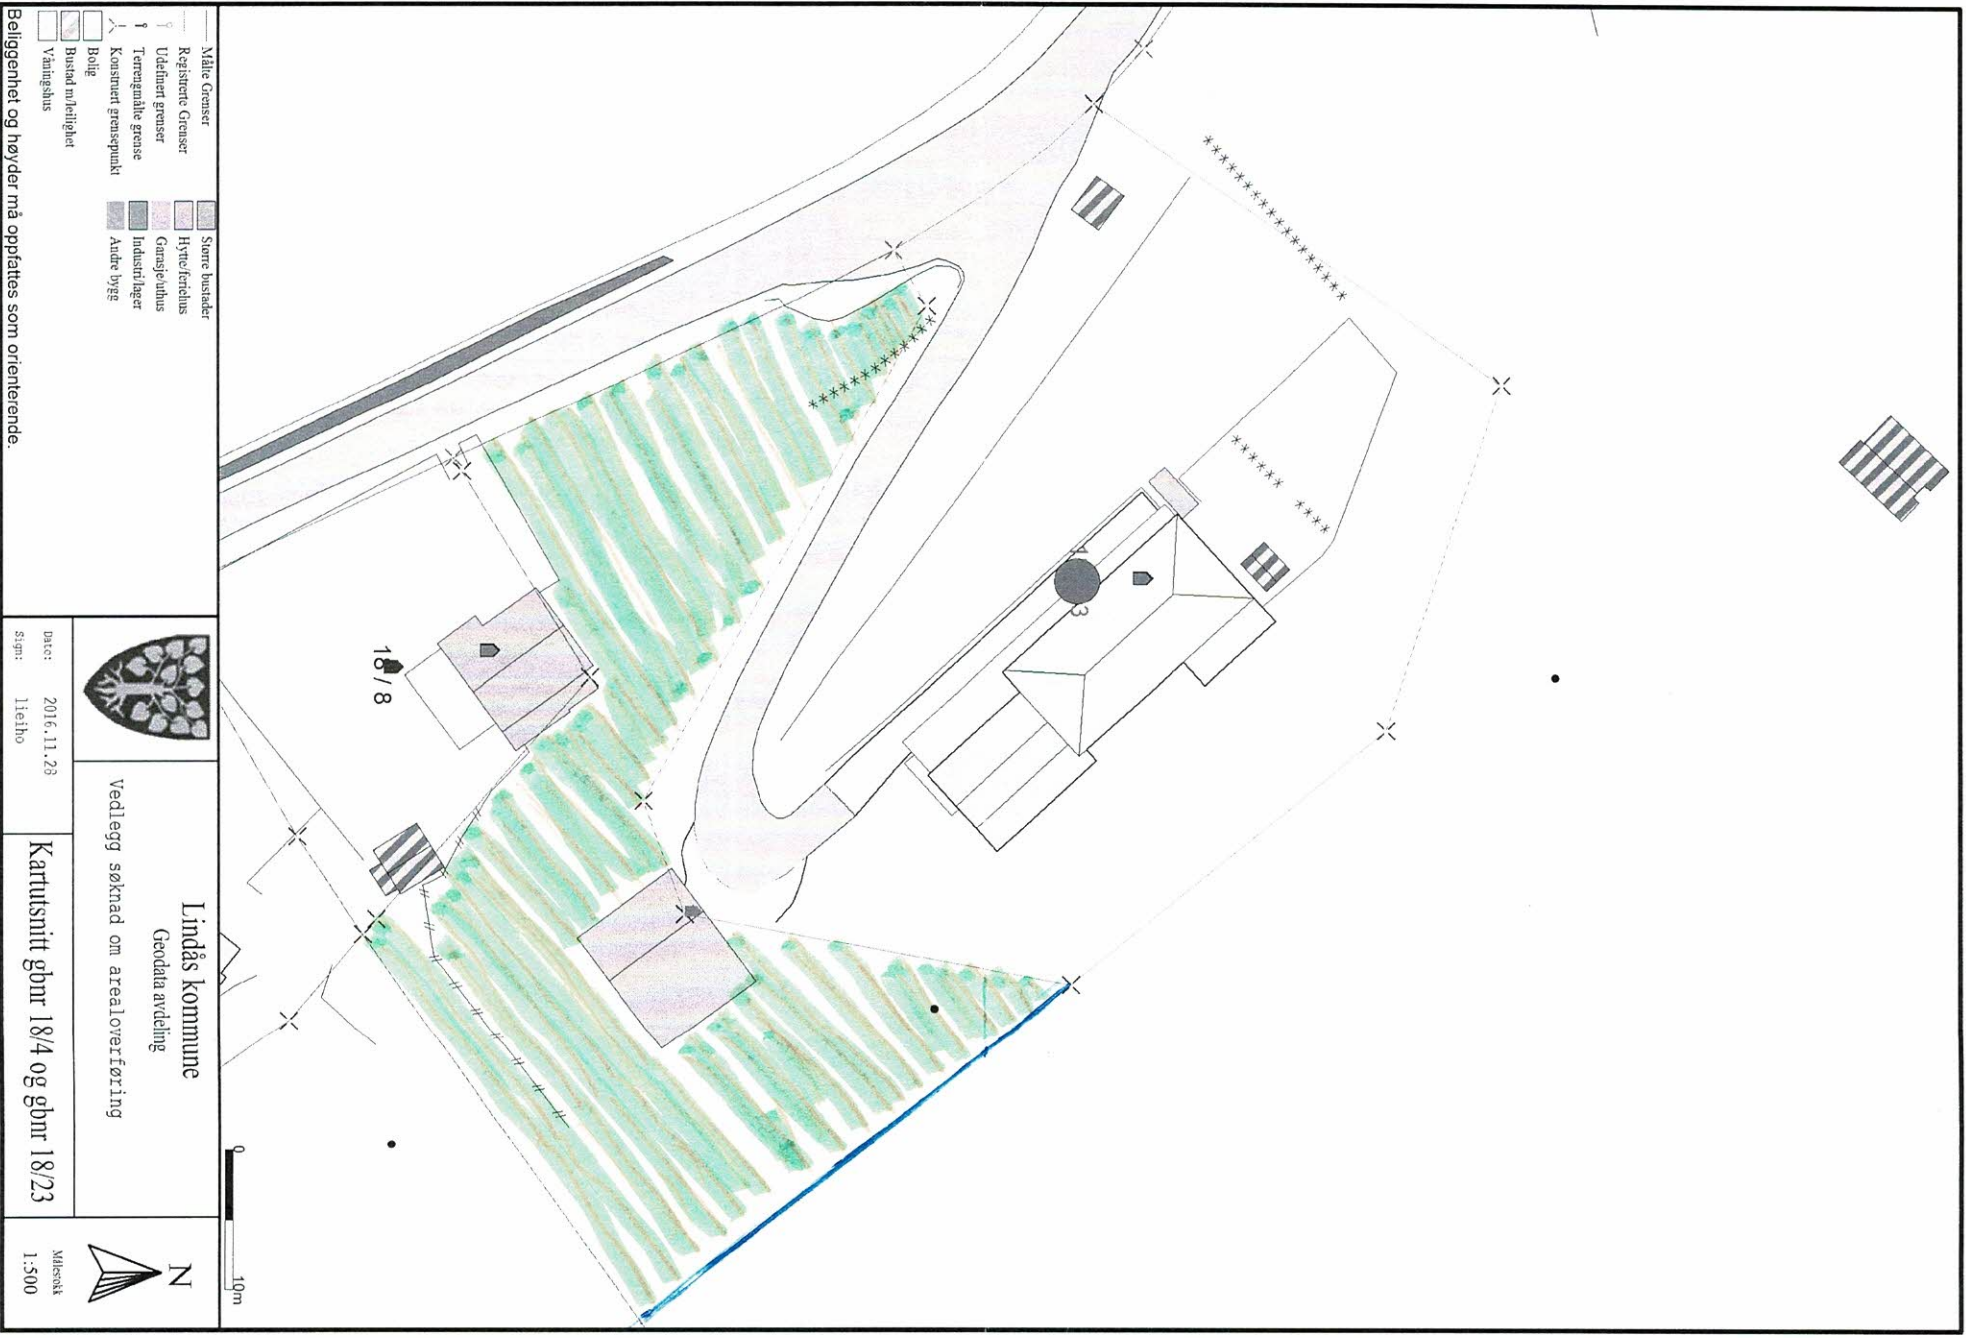 Målte Grenser
Registrerte Grenser
Udefinert grenser
Terrengmålte grense
Konstruert grensepunkt
Bolig
Bustad m/leilighet
Våningshus
Større bustader
Hytte/feriehus
Garasje/uthus
Industri/lager
Andre bygg
Beliggenhet og høyder må oppfattes som orienterende.
18 / 8
3
0
10m
Lindås kommune
Geodata avdeling
Vedlegg søknad om arealoverføring
Dato: 2016.11.28
Sign: lieiho
Kartutsnitt gbnr 18/4 og gbnr 18/23
N
Målestokk
1:500